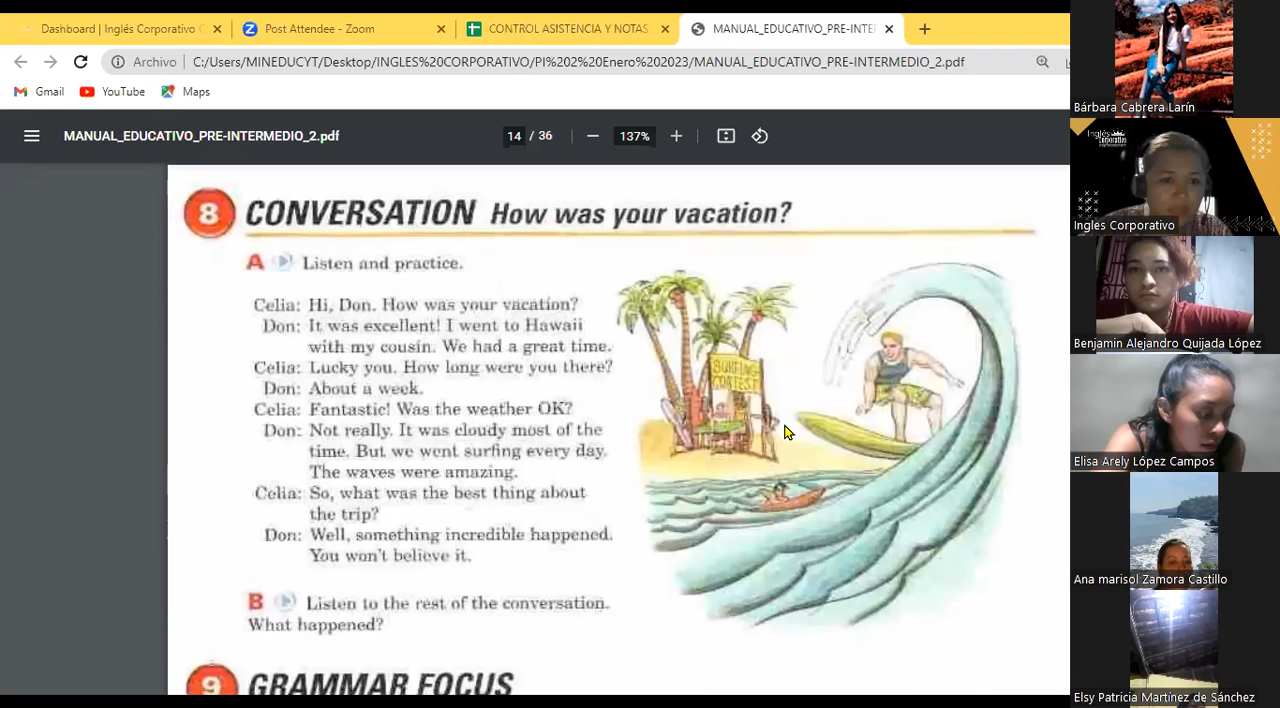 Dashboard | Inglés Corporativo C
Post Attendee - Zoom
CONTROL ASISTENCIA Y NOTAS
MANUAL_EDUCATIVO_PRE-INTER
Archivo
C:/Users/MINEDUCYT/Desktop/INGLES%20CORPORATIVO/PI%202%20Enero%202023/MANUAL_EDUCATIVO_PRE-INTERMEDIO_2.pdf
Gmail
YouTube
Maps
MANUAL_EDUCATIVO_PRE-INTERMEDIO_2.pdf
14 / 36
137%
8 CONVERSATION How was your vacation?
A Listen and practice.
Celia: Hi, Don. How was your vacation?
Don: It was excellent! I went to Hawaii
with my cousin. We had a great time.
Celia: Lucky you. How long were you there?
Don: About a week.
Celia: Fantastic! Was the weather OK?
Don: Not really. It was cloudy most of the
time. But we went surfing every day.
The waves were amazing.
Celia: So, what was the best thing about
the trip?
Don: Well, something incredible happened.
You won't believe it.
B Listen to the rest of the conversation.
What happened?
SURFING
CONTEST
9 GRAMMAR FOCUS
Bárbara Cabrera Larín
Inglés
Corporativo
Ingles Corporativo
Benjamin Alejandro Quijada López
Elisa Arely López Campos
Ana marisol Zamora Castillo
Elsy Patricia Martínez de Sánchez